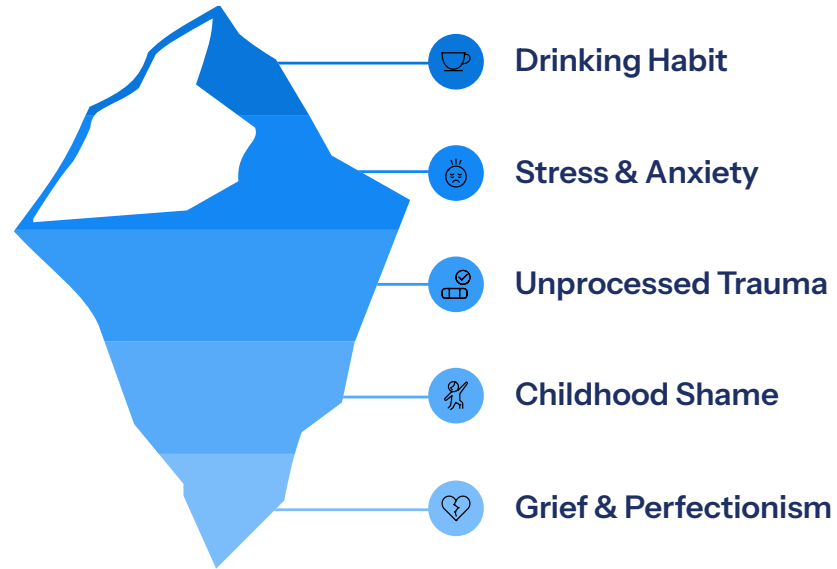 Drinking Habit
Stress & Anxiety
Unprocessed Trauma
Childhood Shame
Grief & Perfectionism